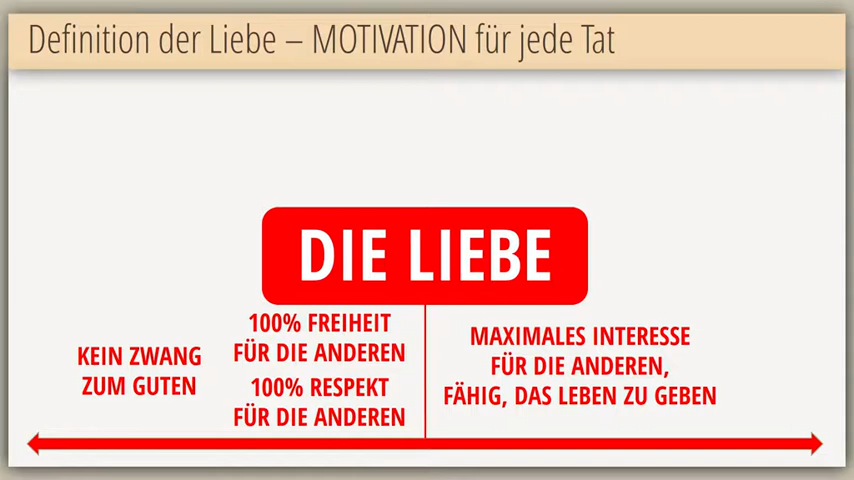 Definition der Liebe – MOTIVATION für jede Tat
DIE LIEBE
KEIN ZWANG
ZUM GUTEN
100% FREIHEIT
FÜR DIE ANDEREN
100% RESPEKT
FÜR DIE ANDEREN
MAXIMALES INTERESSE
FÜR DIE ANDEREN,
FÄHIG, DAS LEBEN ZU GEBEN